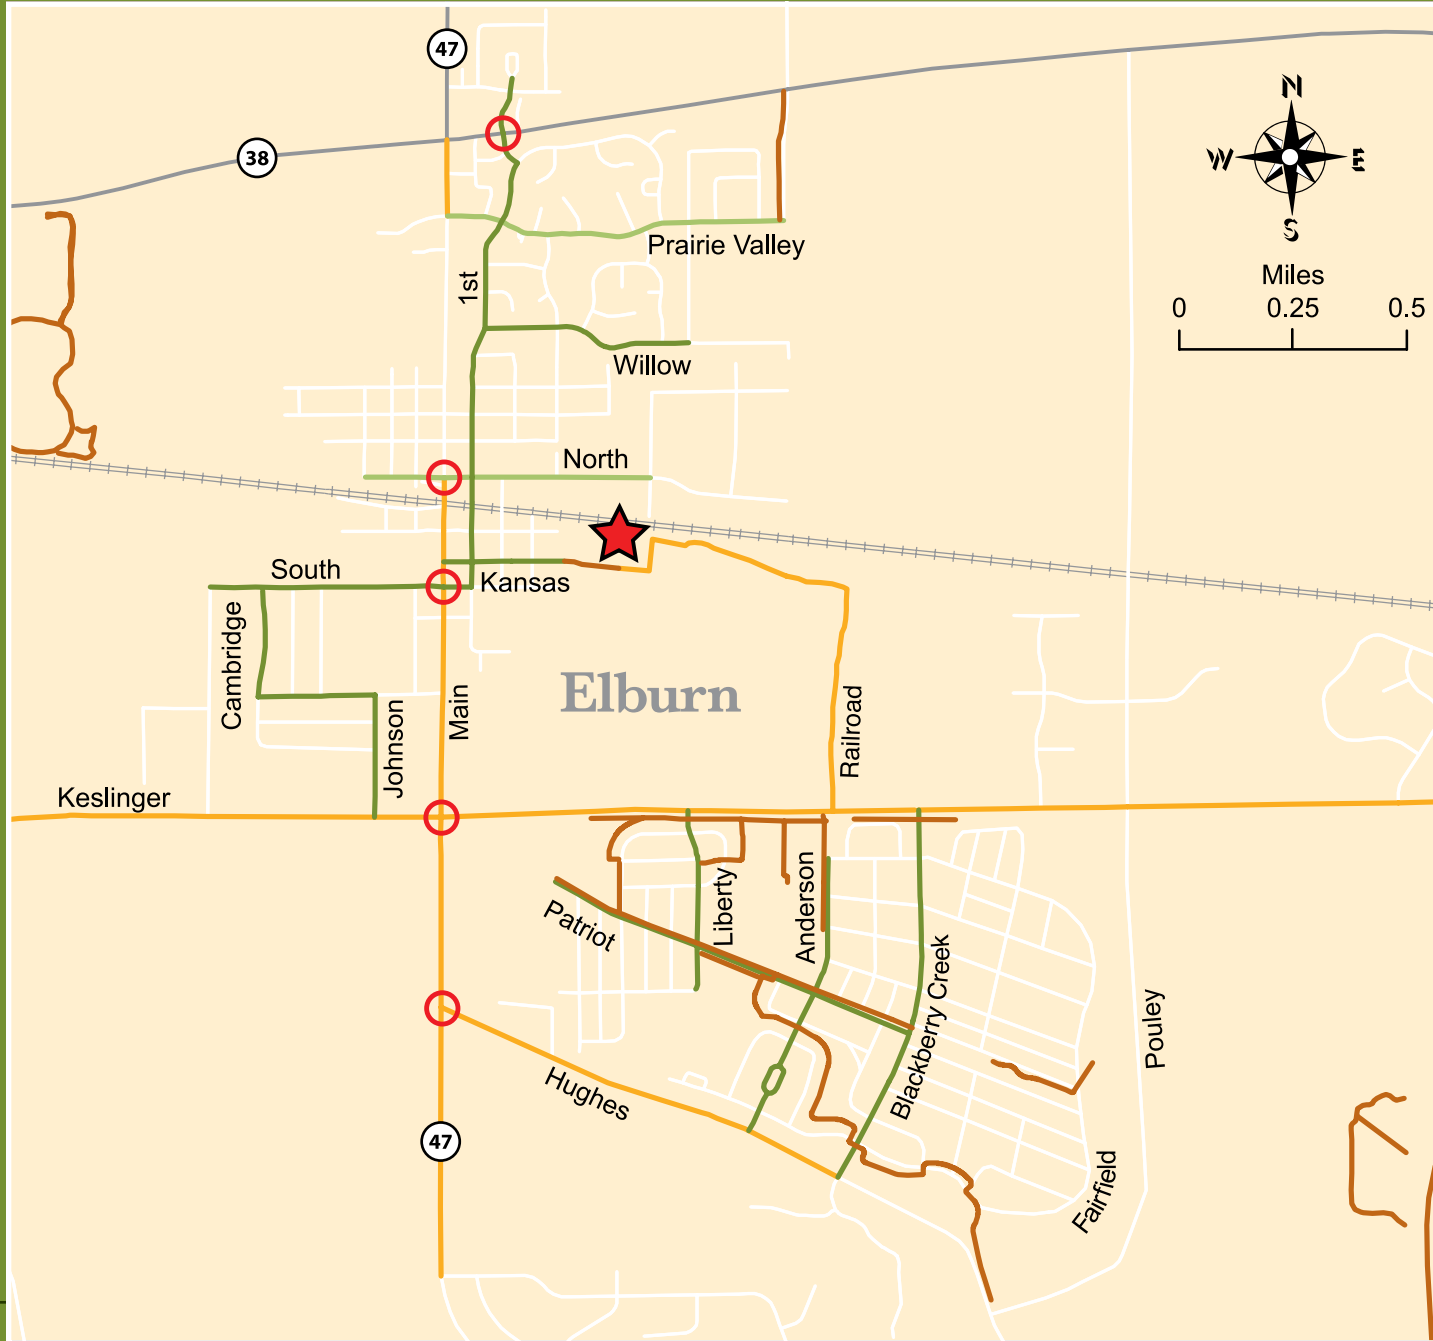 47
38
N
W
E
S
Miles
0
0.25
0.5
Prairie Valley
1st
Willow
North
South
Kansas
Cambridge
Elburn
Main
Johnson
Railroad
Keslinger
Liberty
Anderson
Patriot
Blackberry Creek
Pouley
Hughes
47
Fairfield